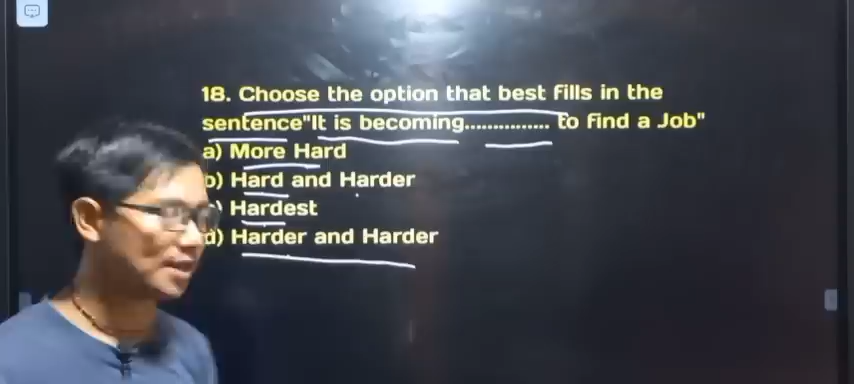 18. Choose the option that best fills in the
sentence"It is becoming............... to find a Job"
a) More Hard
b) Hard and Harder
c) Hardest
d) Harder and Harder